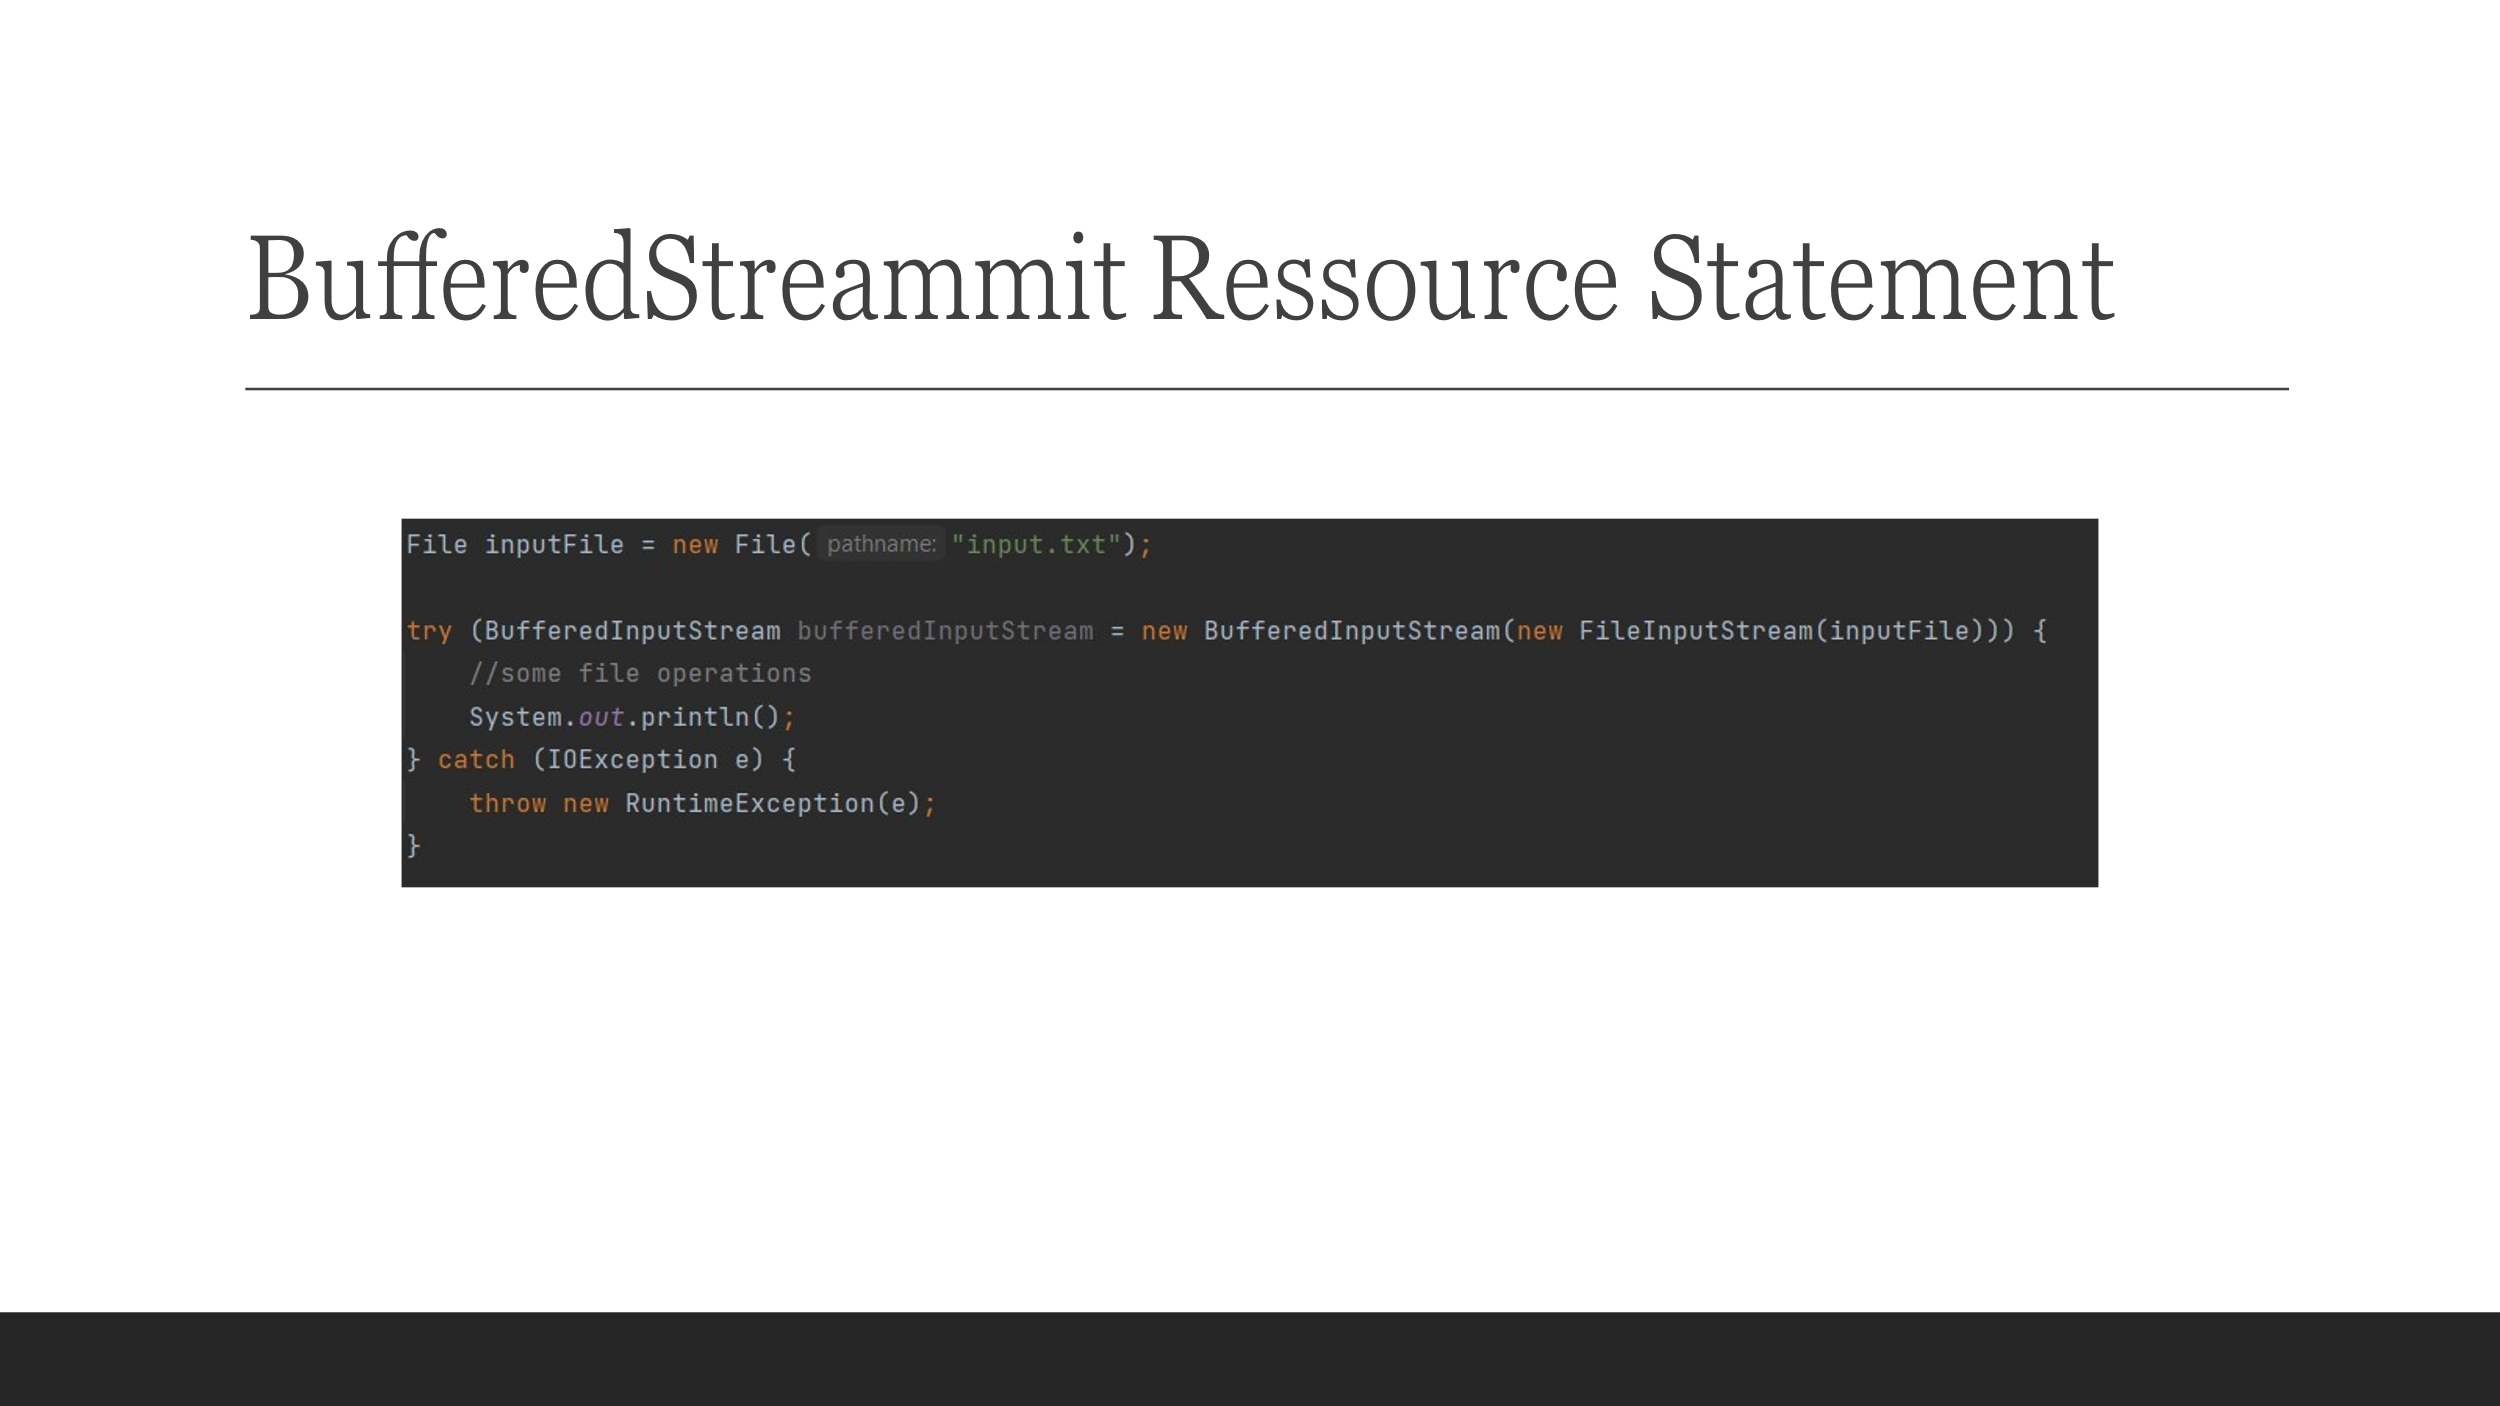 BufferedStreammit Ressource Statement
File inputFile = new File( pathname: "input.txt");
try (BufferedInputStream bufferedInputStream = new BufferedInputStream(new FileInputStream(inputFile))) {
    //some file operations
    System.out.println();
} catch (IOException e) {
    throw new RuntimeException(e);
}